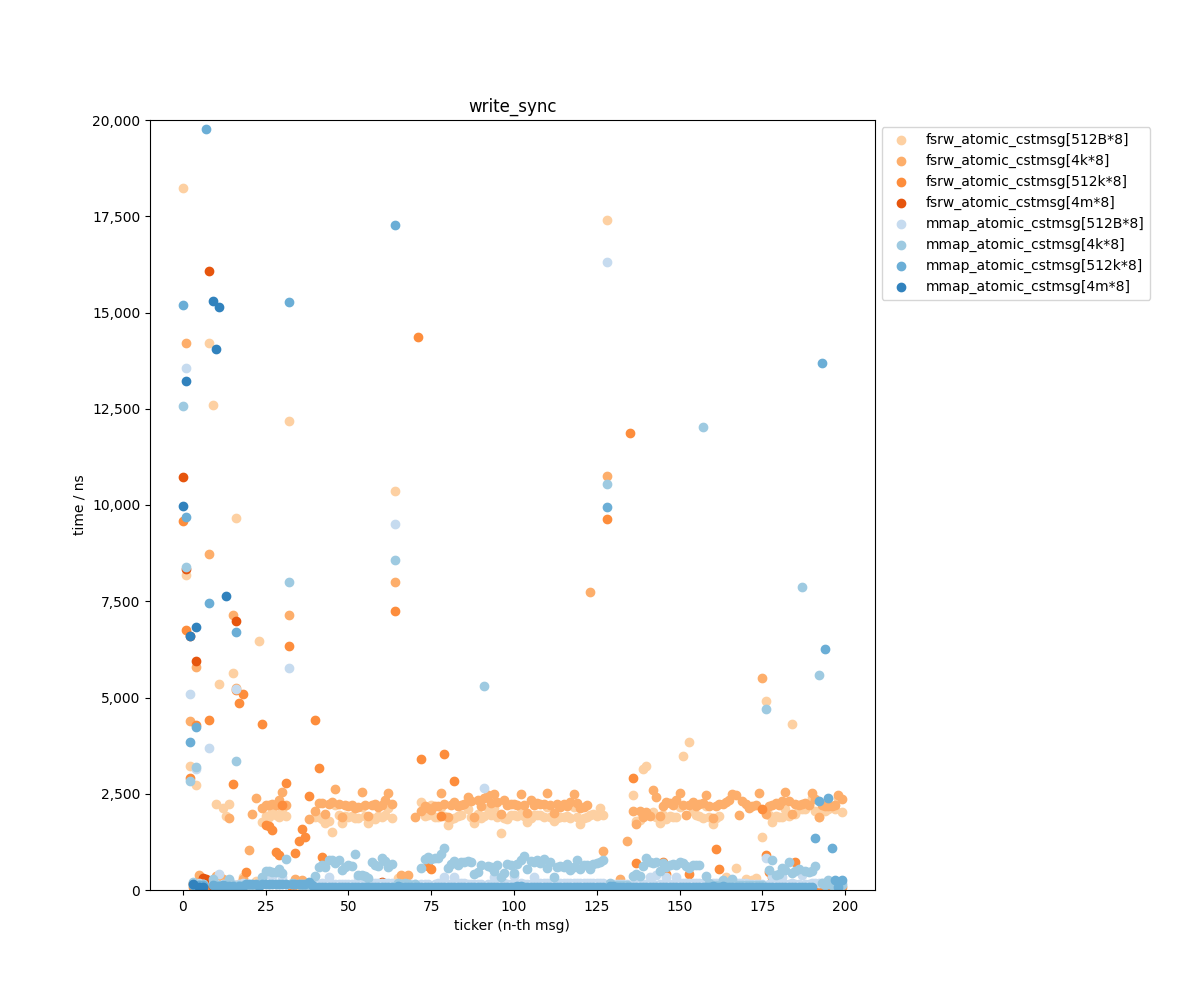 write_sync
20,000
17,500
15,000
12,500
10,000
7,500
5,000
2,500
0
time / ns
0 25 50 75 100 125 150 175 200
ticker (n-th msg)
fsrw_atomic_cstmsg[512B*8]
fsrw_atomic_cstmsg[4k*8]
fsrw_atomic_cstmsg[512k*8]
fsrw_atomic_cstmsg[4m*8]
mmap_atomic_cstmsg[512B*8]
mmap_atomic_cstmsg[4k*8]
mmap_atomic_cstmsg[512k*8]
mmap_atomic_cstmsg[4m*8]